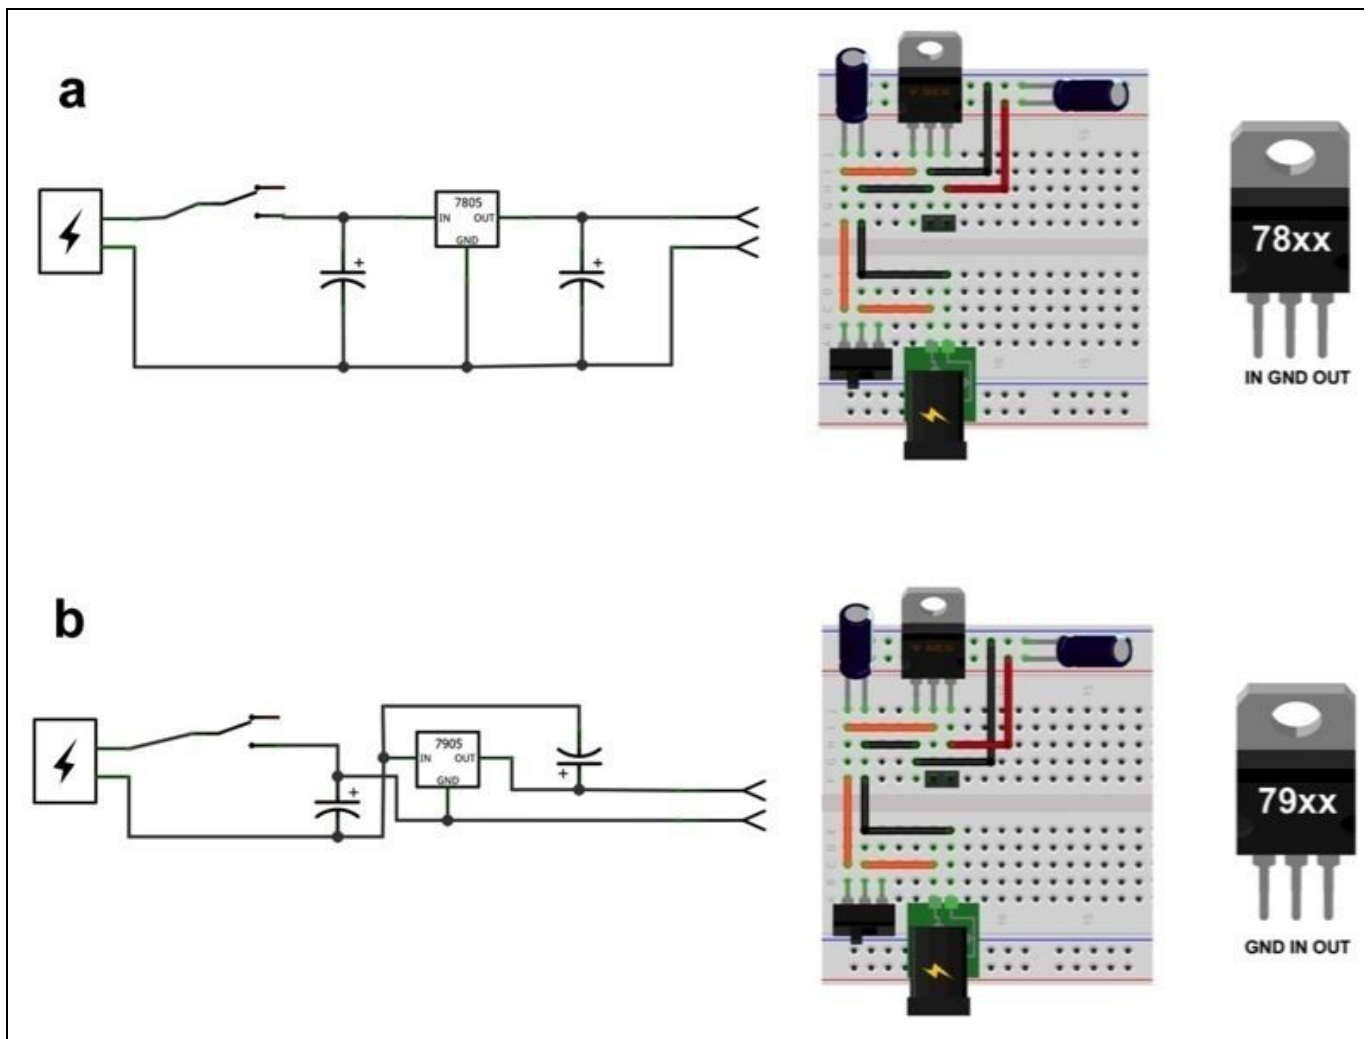 a
7805
IN OUT
GND
+
+
78xx
IN GND OUT
b
7905
IN OUT
GND
+
+
79xx
GND IN OUT